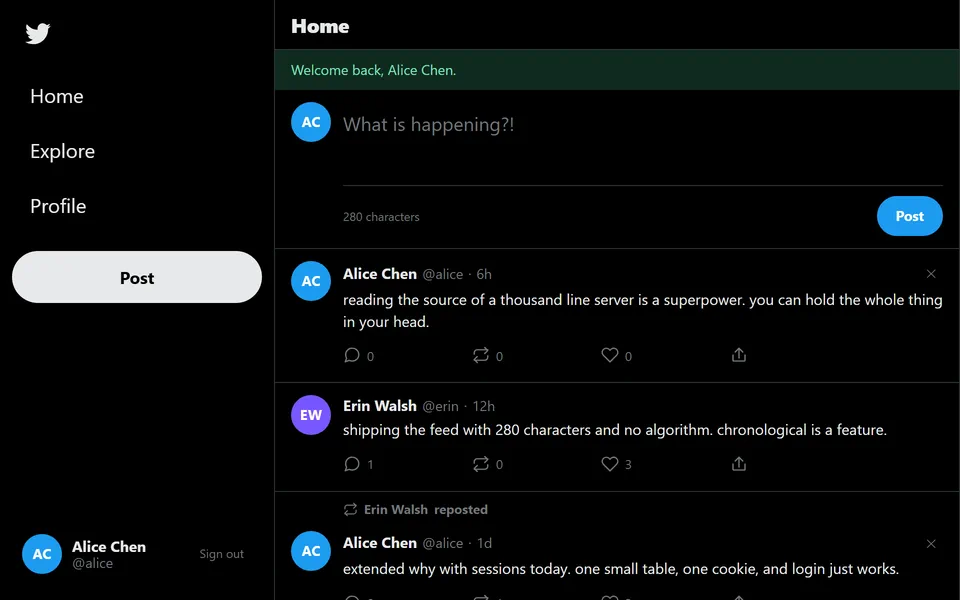 Home
Explore
Profile
Post
AC
Alice Chen
@alice
Sign out
Home
Welcome back, Alice Chen.
AC
What is happening?!
280 characters
Post
AC
Alice Chen @alice · 6h
reading the source of a thousand line server is a superpower. you can hold the whole thing
in your head.
0 0 0
EW
Erin Walsh @erin · 12h
shipping the feed with 280 characters and no algorithm. chronological is a feature.
1 0 3
Erin Walsh reposted
AC
Alice Chen @alice · 1d
extended why with sessions today. one small table, one cookie, and login just works.